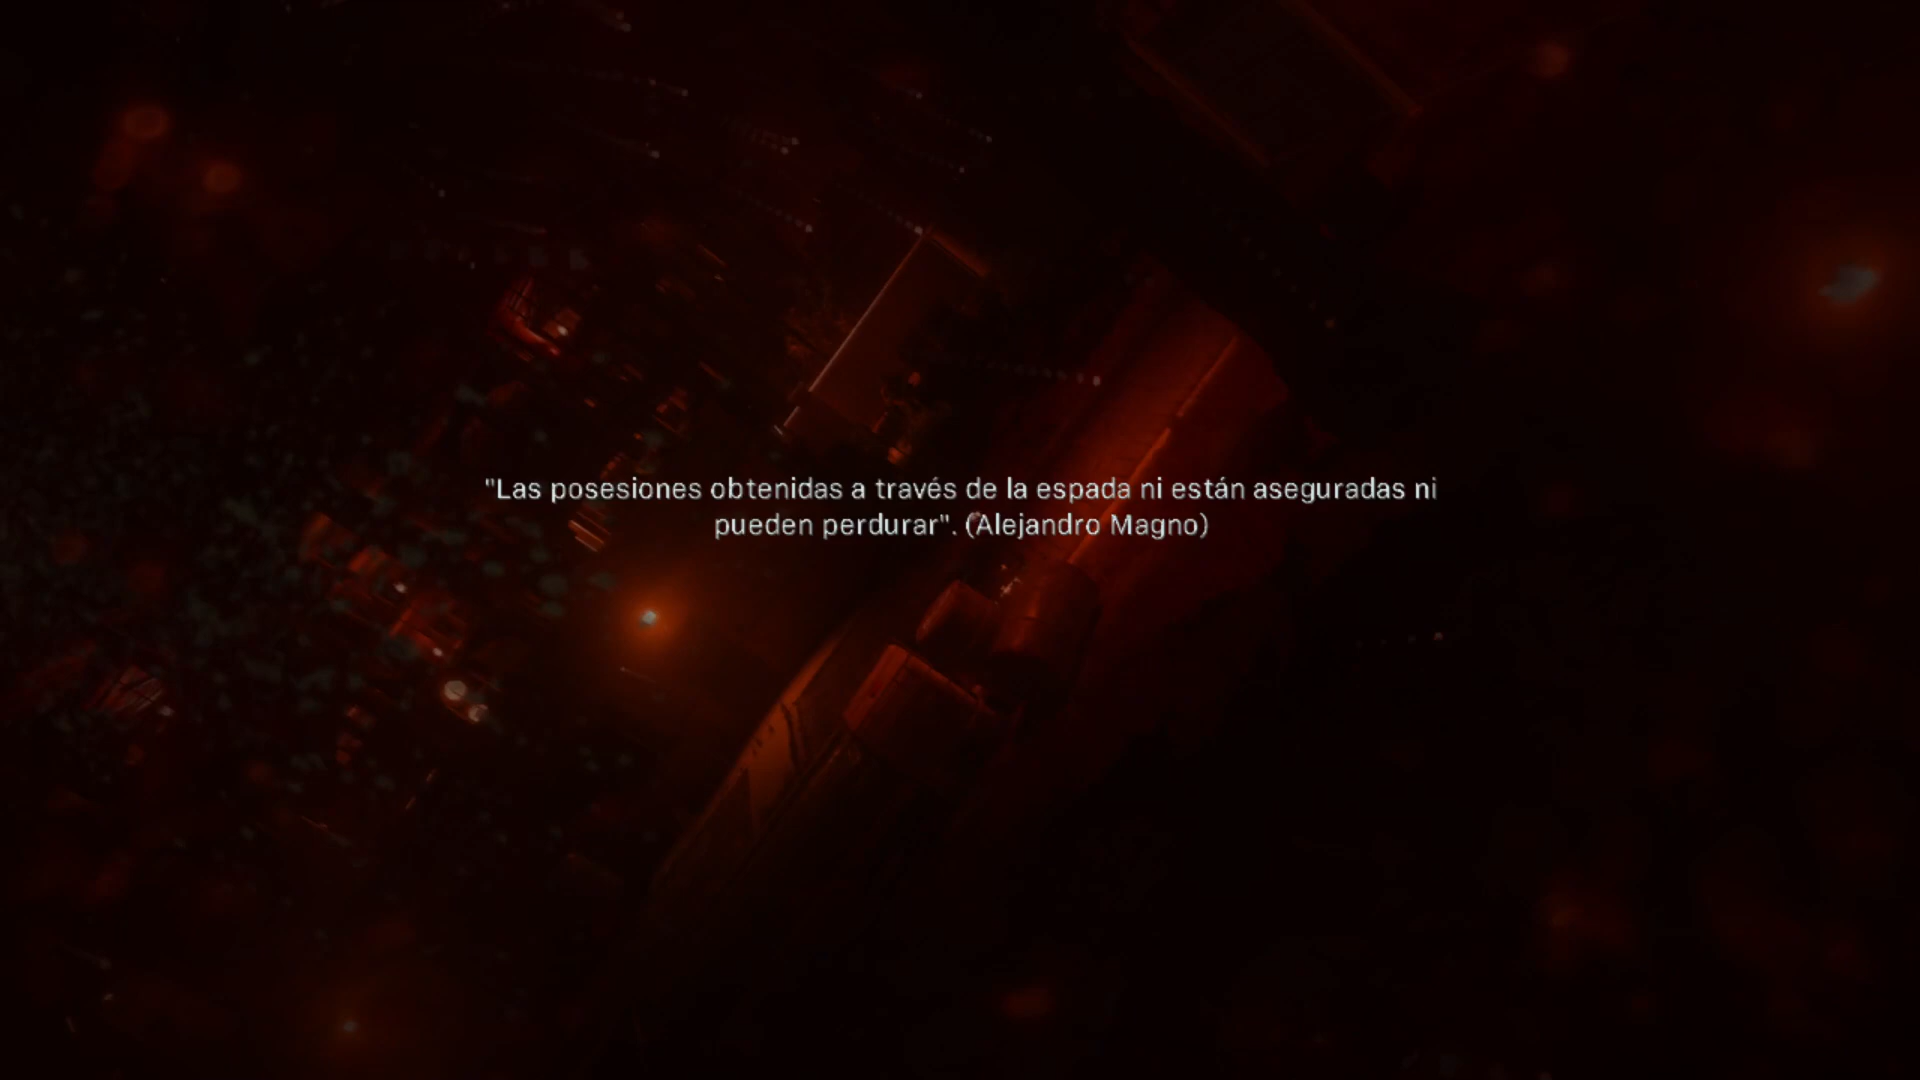 "Las posesiones obtenidas a través de la espada ni están aseguradas ni
pueden perdurar". (Alejandro Magno)